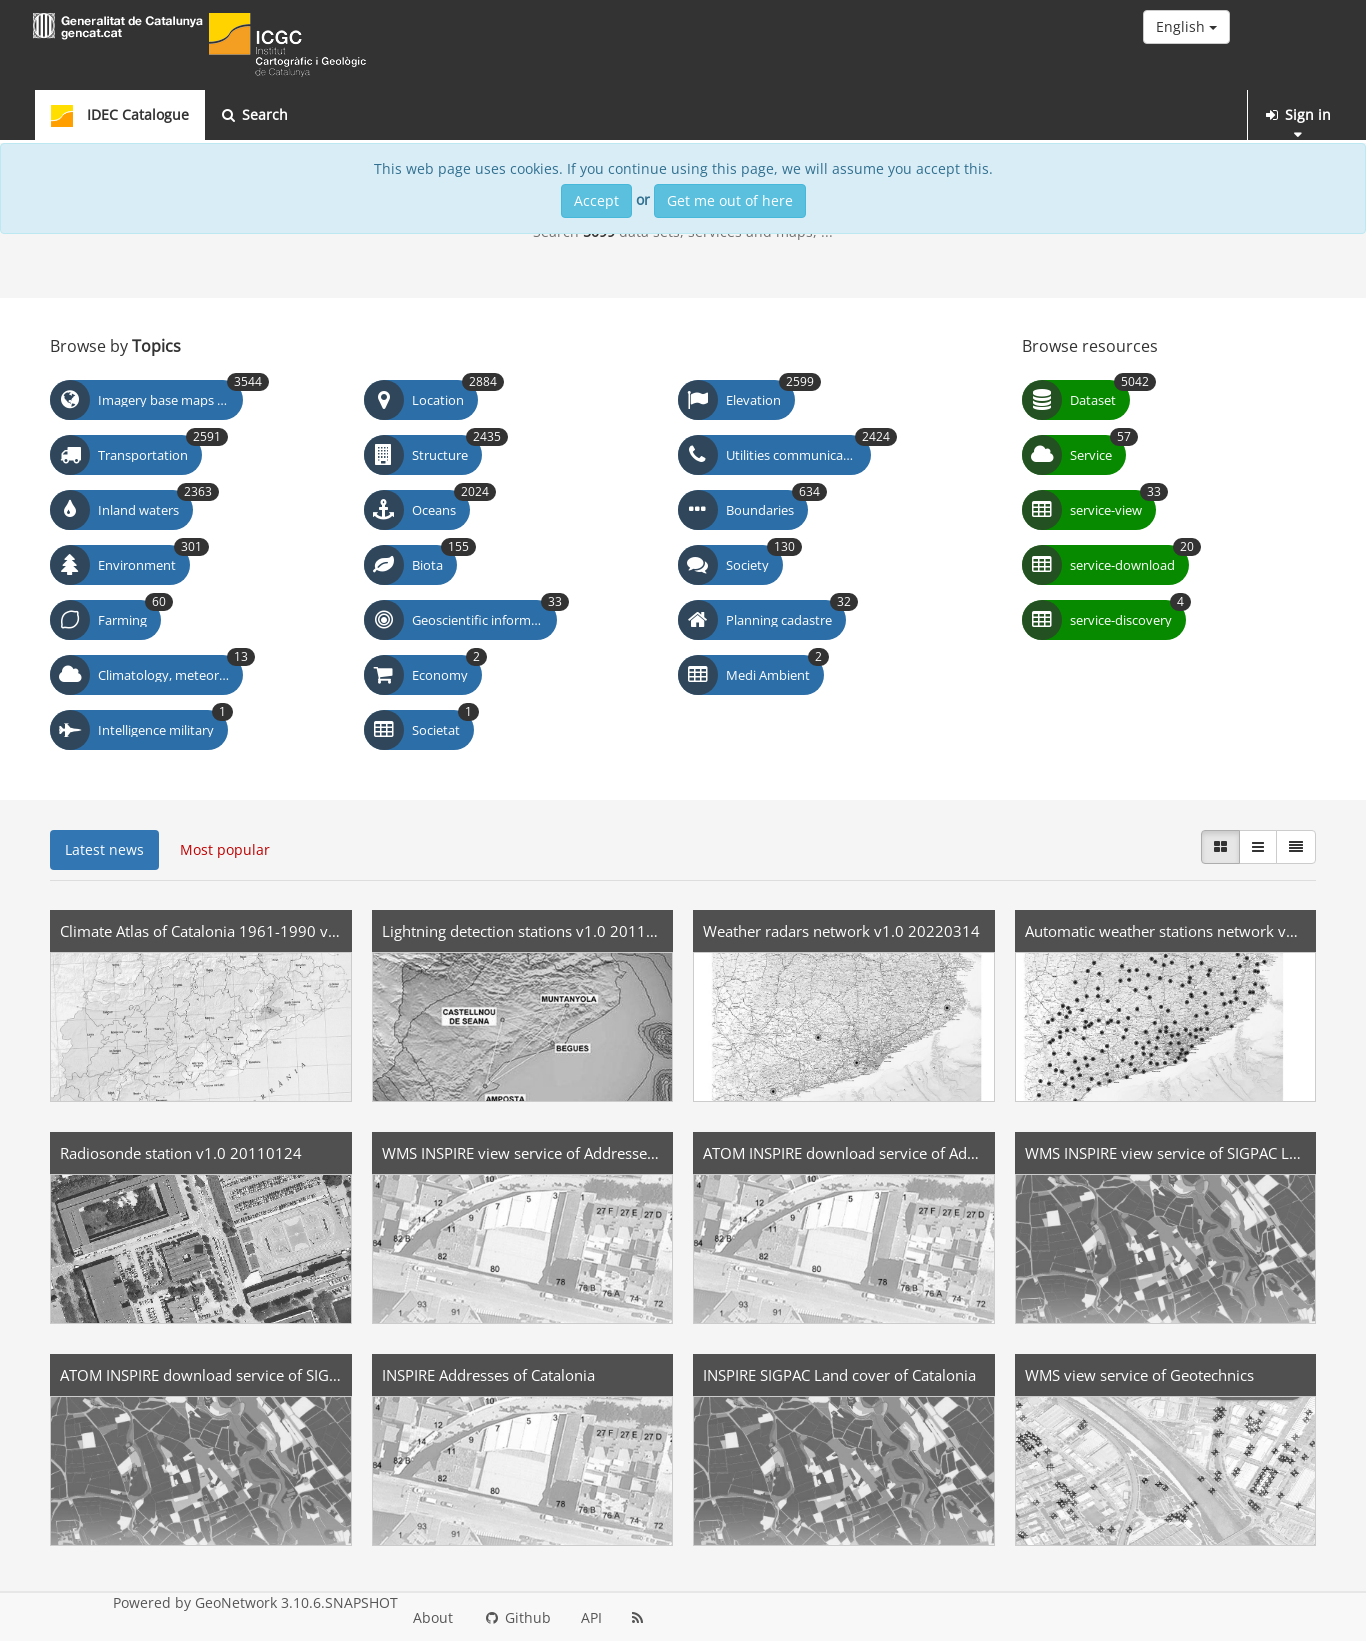 Generalitat de Catalunya
gencat.cat
ICGC
Institut
Cartogràfic i Geològic
de Catalunya
English
IDEC Catalogue
Search
Sign in
This web page uses cookies. If you continue using this page, we will assume you accept this.
Accept or Get me out of here
Search 5099 data sets, services and maps, ...
Browse by Topics
Browse resources
Imagery base maps ... 3544
Location 2884
Elevation 2599
Dataset 5042
Transportation 2591
Structure 2435
Utilities communica... 2424
Service 57
Inland waters 2363
Oceans 2024
Boundaries 634
service-view 33
Environment 301
Biota 155
Society 130
service-download 20
Farming 60
Geoscientific inform... 33
Planning cadastre 32
service-discovery 4
Climatology, meteor... 13
Economy 2
Medi Ambient 2
Intelligence military 1
Societat 1
Latest news
Most popular
Climate Atlas of Catalonia 1961-1990 v...
Lightning detection stations v1.0 2011...
Weather radars network v1.0 20220314
Automatic weather stations network v...
MUNTANYOLA
CASTELLNOU
DE SEANA
BEGUES
AMPOSTA
Radiosonde station v1.0 20110124
WMS INSPIRE view service of Addresse...
ATOM INSPIRE download service of Ad...
WMS INSPIRE view service of SIGPAC L...
ATOM INSPIRE download service of SIG...
INSPIRE Addresses of Catalonia
INSPIRE SIGPAC Land cover of Catalonia
WMS view service of Geotechnics
Powered by GeoNetwork 3.10.6.SNAPSHOT
About
Github
API